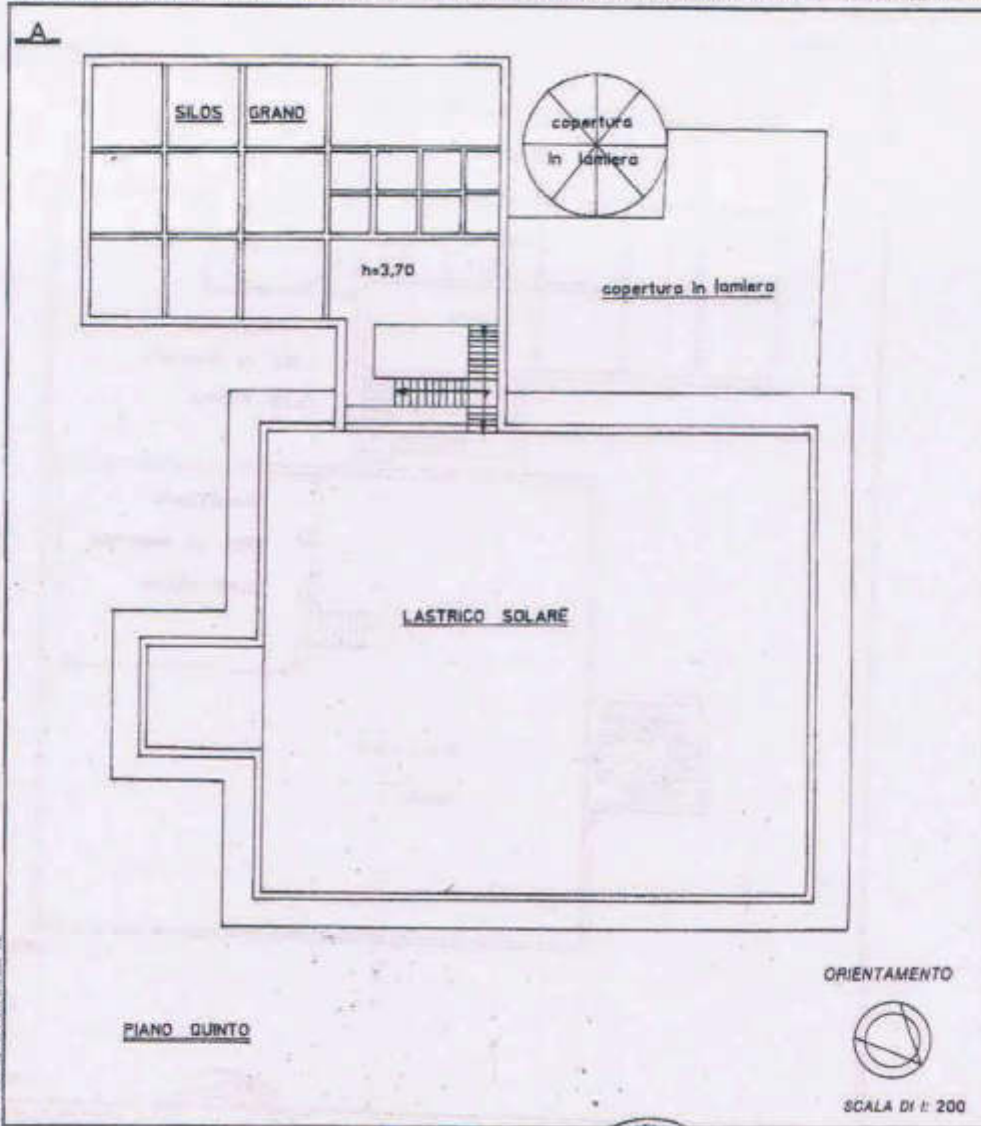 A
SILOS GRANO
copertura
in lamiera
h=3,70
copertura in lamiera
LASTRICO SOLARE
ORIENTAMENTO
PIANO QUINTO
SCALA DI 1: 200